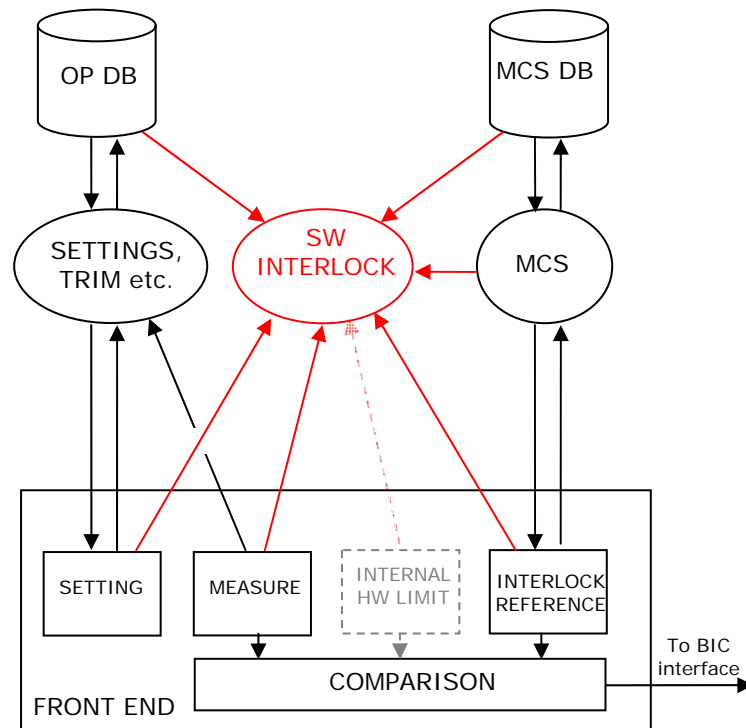 OP DB
MCS DB
SETTINGS,
TRIM etc.
SW
INTERLOCK
MCS
SETTING
MEASURE
INTERNAL
HW LIMIT
INTERLOCK
REFERENCE
COMPARISON
To BIC
interface
FRONT END